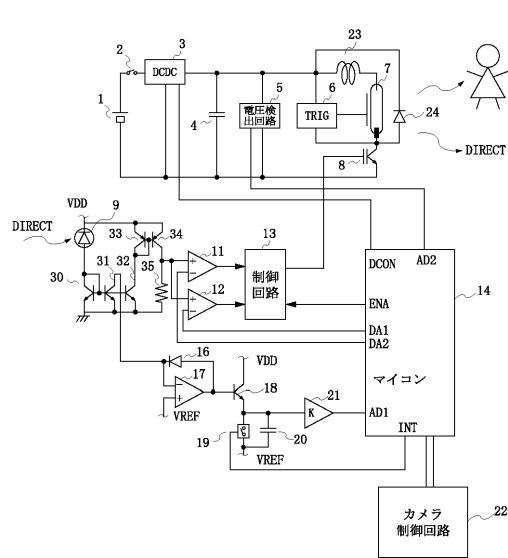 23
2
3
7
DCDC
5
6
1
電圧検
出回路
TRIG
24
4
8
DIRECT
VDD
9
DIRECT
33
34
13
11
31
32
35
制御
回路
DCON
AD2
14
30
12
ENA
DA1
DA2
16
VDD
マイコン
17
18
21
VREF
K
AD1
19
20
INT
VREF
カメラ
制御回路
22